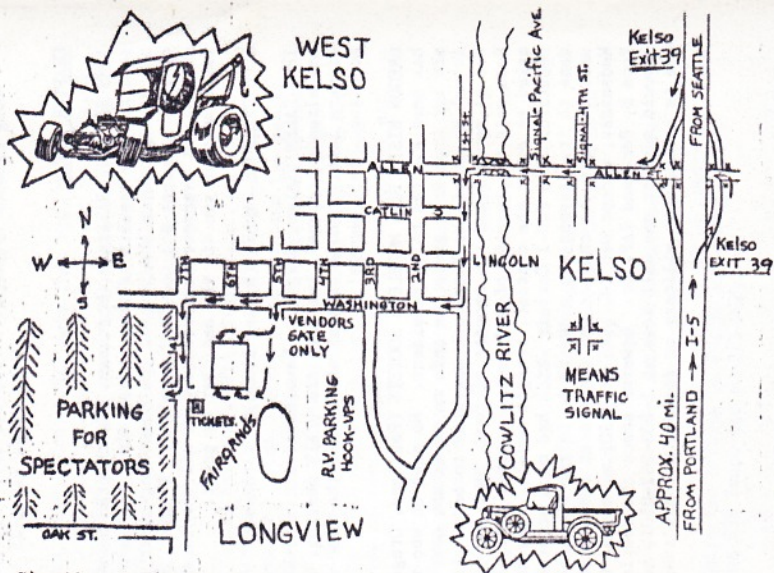 WEST
KELSO
1ST ST
SIGNAL-Pacific AVE.
SIGNAL-4TH ST.
Kelso
Exit 39
FROM SEATTLE
ALLEN
ALLEN ST.
CATLIN
N
W E
S
7TH
6TH
5TH
4TH
3RD
2ND
LINCOLN
KELSO
Kelso
EXIT 39
WASHINGTON
VENDORS
GATE
ONLY
COWLITZ RIVER
MEANS
TRAFFIC
SIGNAL
PARKING
FOR
SPECTATORS
TICKETS
FAIRGRNDS
R.V. PARKING
HOOK-UPS
APPROX. 40 MI.
FROM PORTLAND → I-5 →
OAK ST.
LONGVIEW